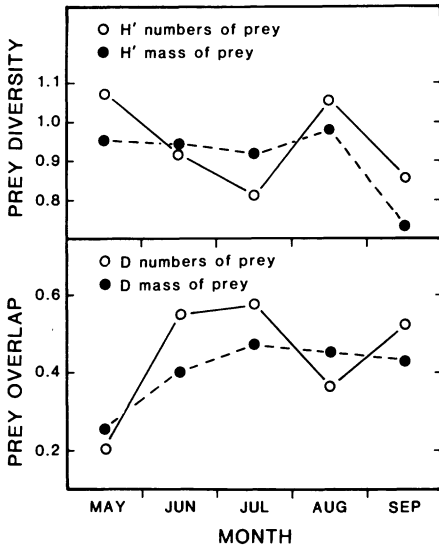 H' numbers of prey
H' mass of prey
PREY DIVERSITY
1.1
1.0
0.9
0.8
D numbers of prey
D mass of prey
PREY OVERLAP
0.6
0.4
0.2
MAY JUN JUL AUG SEP
MONTH